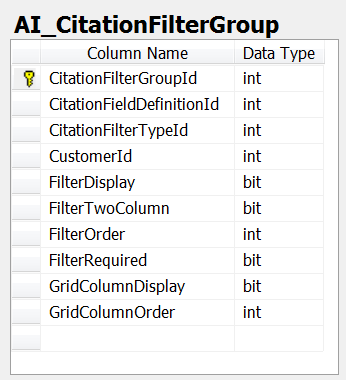 AI_CitationFilterGroup
Column Name Data Type
CitationFilterGroupId int
CitationFieldDefinitionId int
CitationFilterTypeId int
CustomerId int
FilterDisplay bit
FilterTwoColumn bit
FilterOrder int
FilterRequired bit
GridColumnDisplay bit
GridColumnOrder int